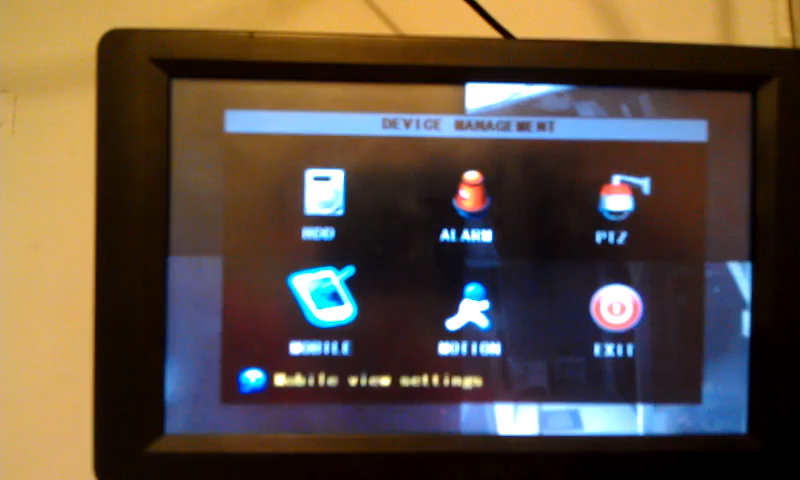 DEVICE MANAGEMENT
HDD ALARM PTZ
MOBILE MOTION EXIT
Mobile view settings